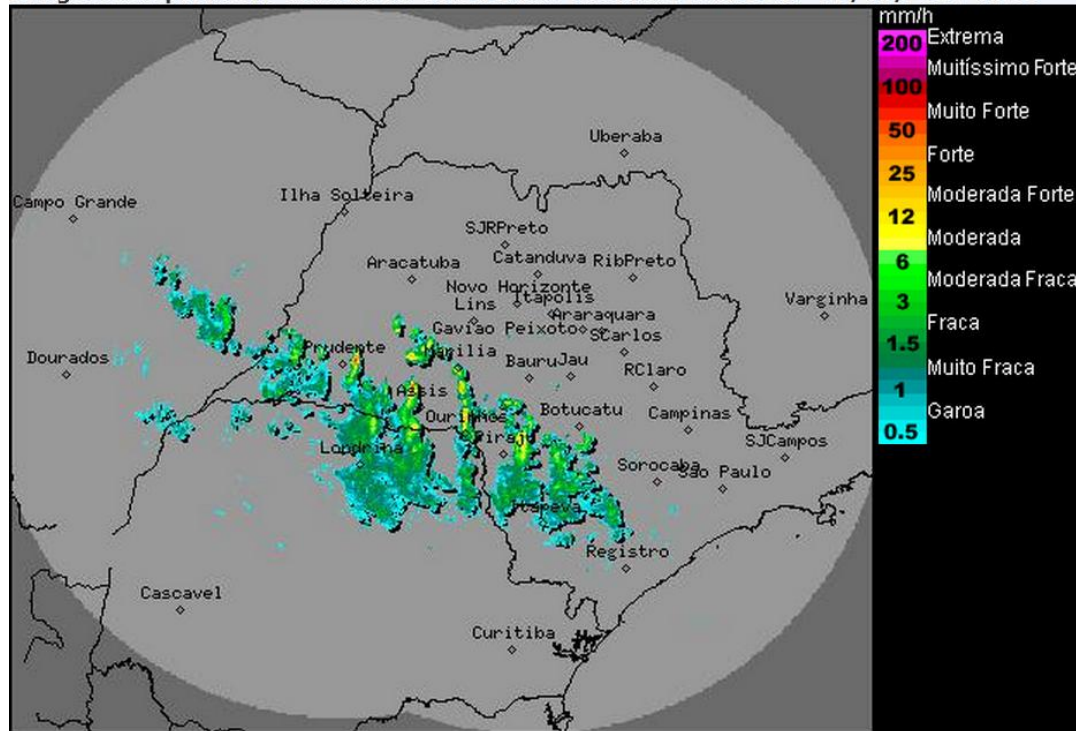 mm/h
200 Extrema
Muitíssimo Forte
100
Muito Forte
50
Forte
25
Moderada Forte
12
Moderada
6
Moderada Fraca
3
Fraca
1.5
Muito Fraca
1
Garoa
0.5
Uberaba
Campo Grande
Ilha Solteira
SJRPreto
Aracatuba
Catanduva
RibPreto
Novo Horizonte
Lins
Itapolis
Varginha
Araraquara
Gaviao Peixoto
SCarlos
Dourados
Prudente
Marilia
Bauru
Jau
RClaro
Assis
Ourinhos
Botucatu
Campinas
Piraju
SJCampos
Londrina
Sorocaba
Sao Paulo
Itapeva
Registro
Cascavel
Curitiba